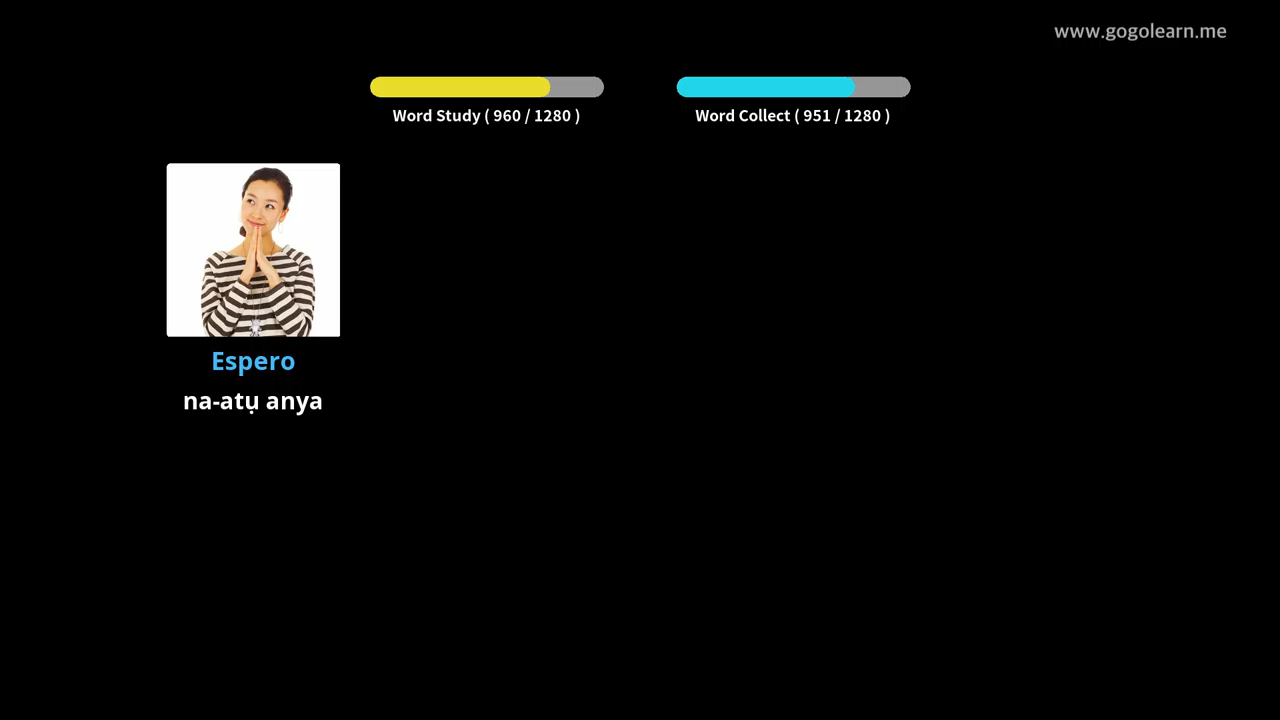 www.gogolearn.me
Word Study ( 960 / 1280 )
Word Collect ( 951 / 1280 )
Espero
na-atụ anya